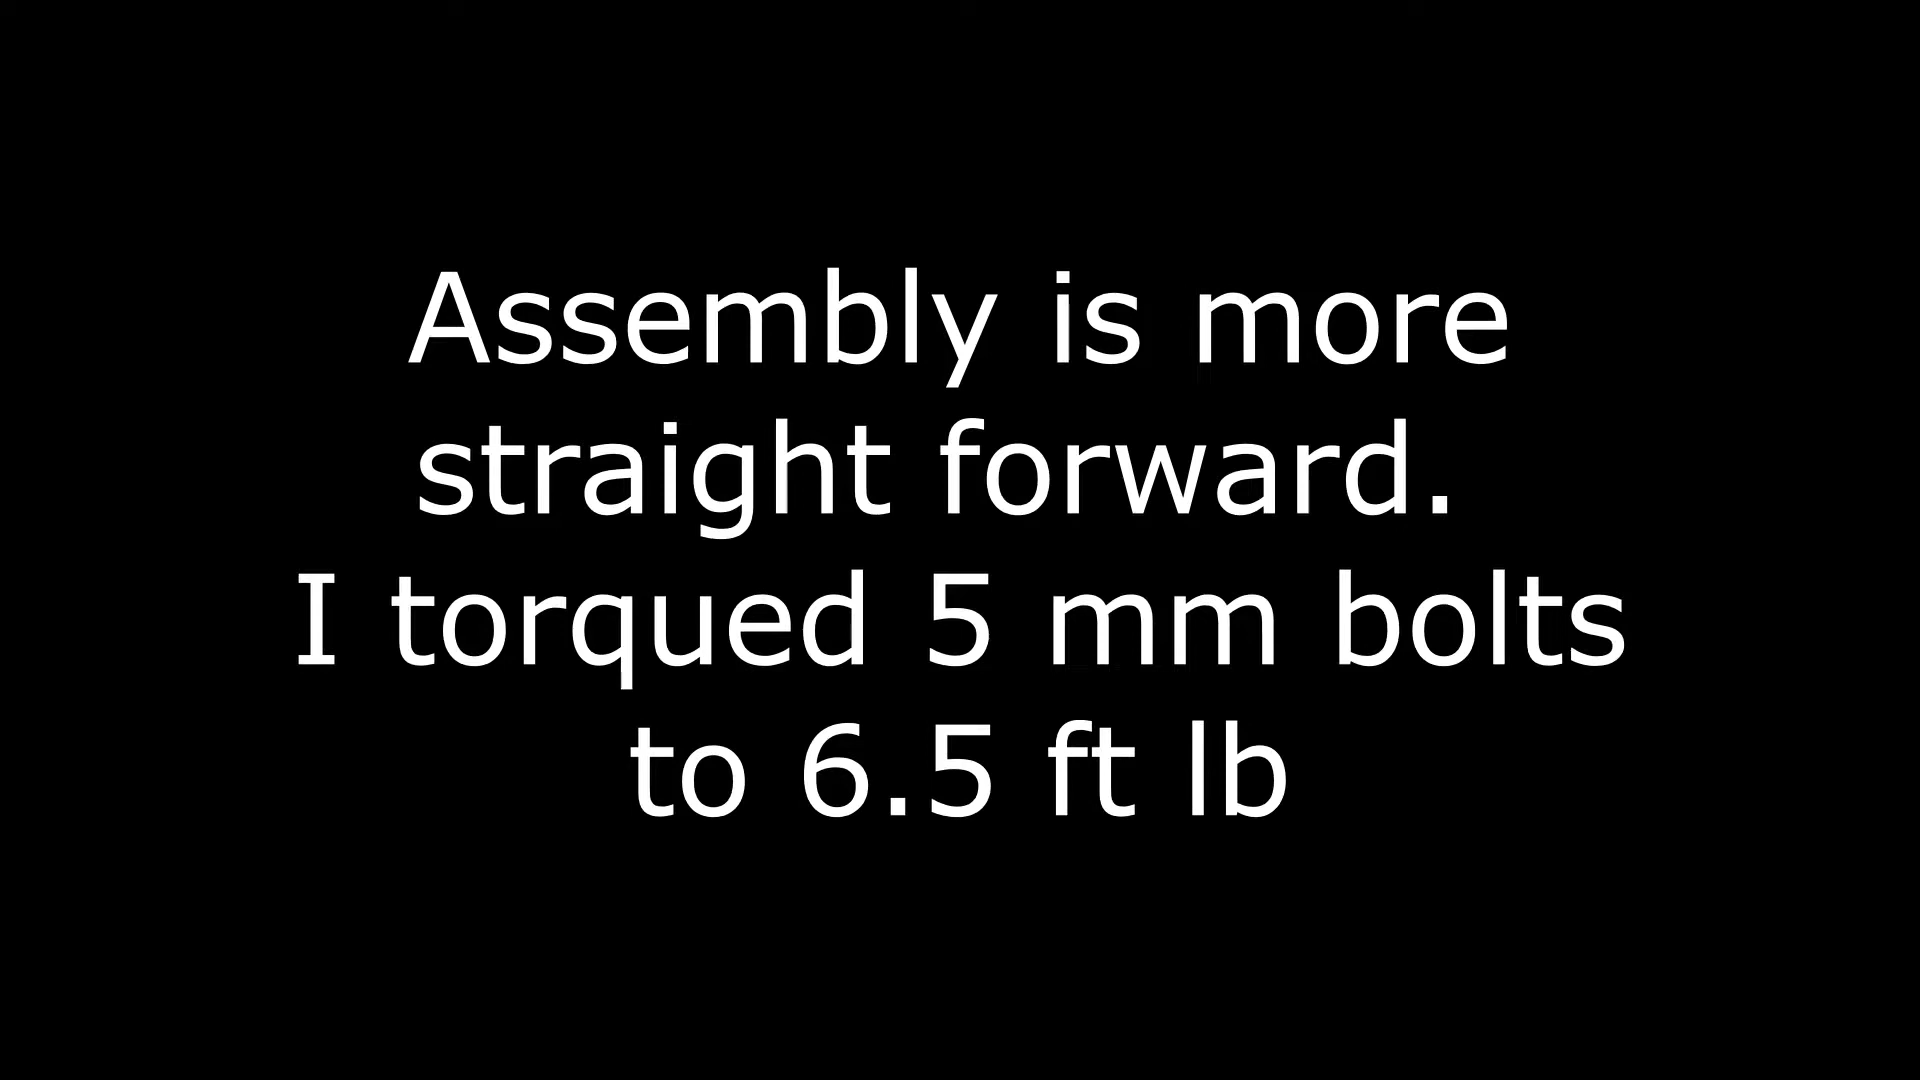 Assembly is more
straight forward.
I torqued 5 mm bolts
to 6.5 ft lb